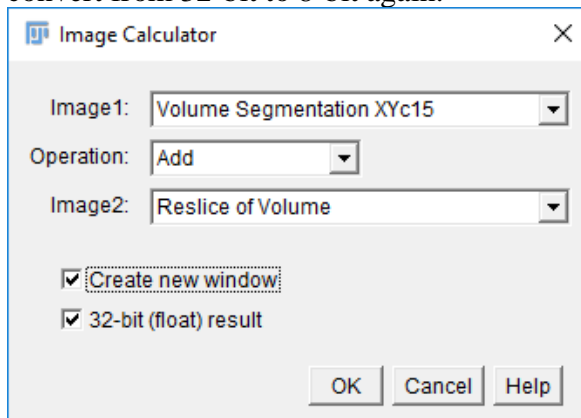 convert from 32-bit to 8-bit again.
Image Calculator
Image1: Volume Segmentation XYc15
Operation: Add
Image2: Reslice of Volume
Create new window
32-bit (float) result
OK Cancel Help